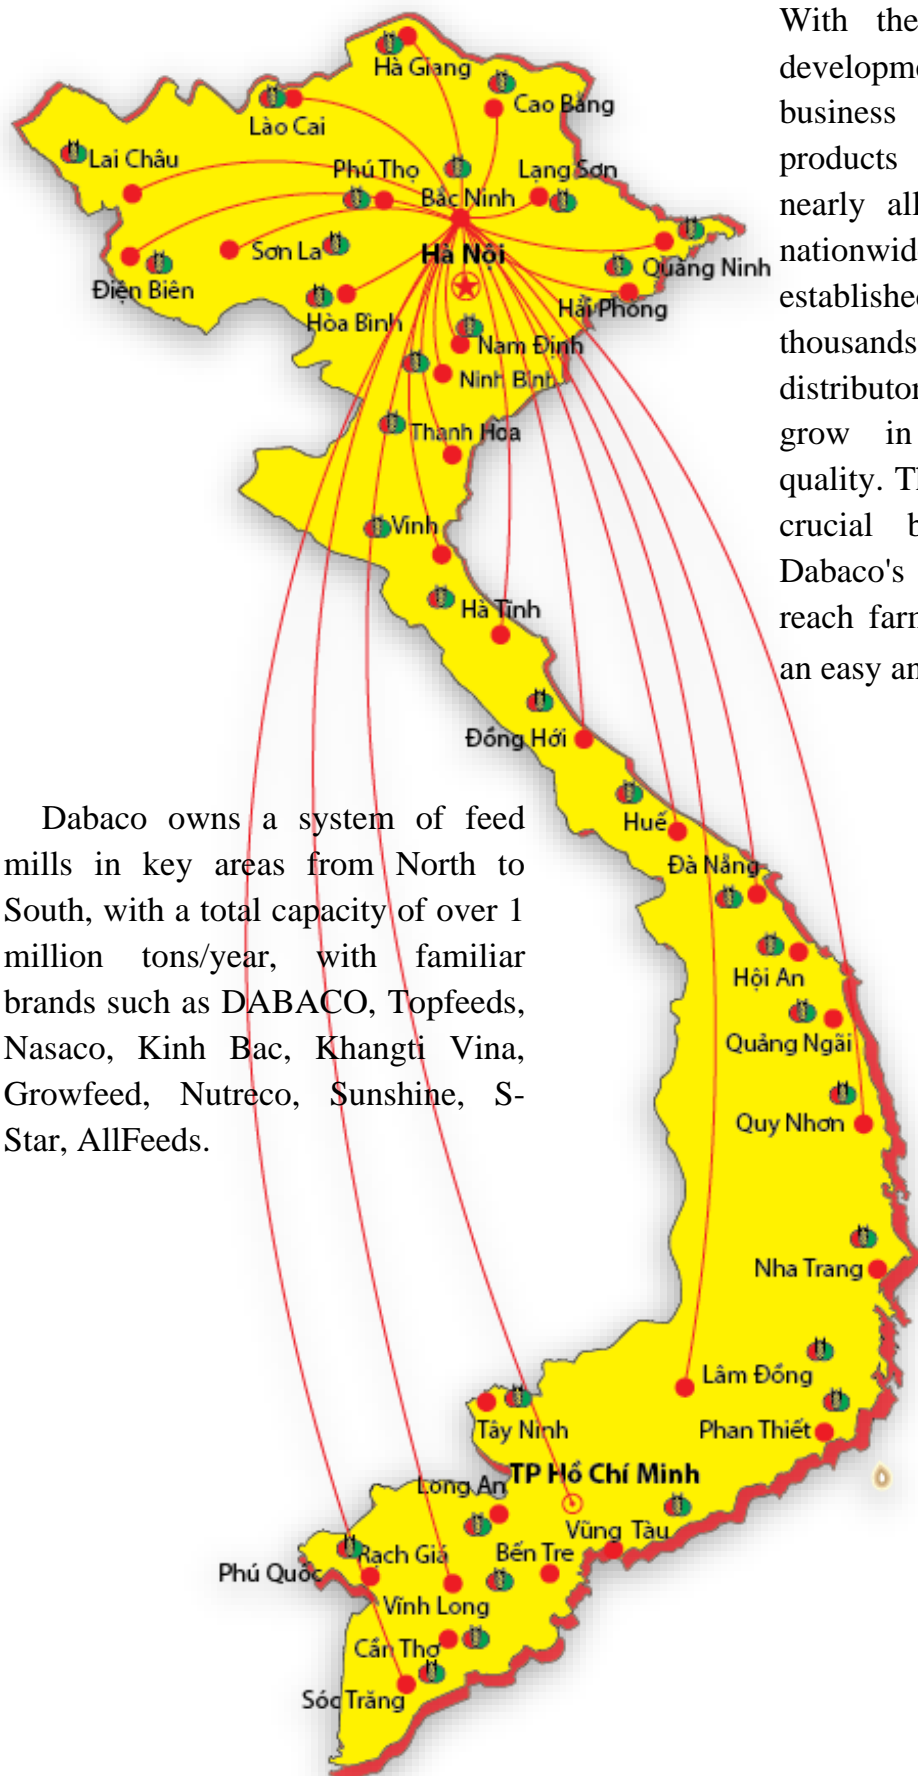 With the
developme
business
products
nearly all
nationwid
established
thousands
distributor
grow in
quality. Th
crucial b
Dabaco's
reach farm
an easy an
Hà Giang
Cao Bằng
Lào Cai
Lai Châu
Phú Thọ
Lạng Sơn
Bắc Ninh
Sơn La
Hà Nội
Quảng Ninh
Điện Biên
Hòa Bình
Hải Phòng
Nam Định
Ninh Bình
Thanh Hoa
Vinh
Hà Tĩnh
Đồng Hới
Dabaco owns a system of feed
mills in key areas from North to
South, with a total capacity of over 1
million tons/year, with familiar
brands such as DABACO, Topfeeds,
Nasaco, Kinh Bac, Khangti Vina,
Growfeed, Nutreco, Sunshine, S-
Star, AllFeeds.
Huế
Đà Nẵng
Hội An
Quảng Ngãi
Quy Nhơn
Nha Trang
Lâm Đồng
Tây Ninh
Phan Thiết
TP Hồ Chí Minh
Long An
Vũng Tàu
Rạch Giá
Bến Tre
Phú Quốc
Vĩnh Long
Cần Thơ
Sóc Trăng